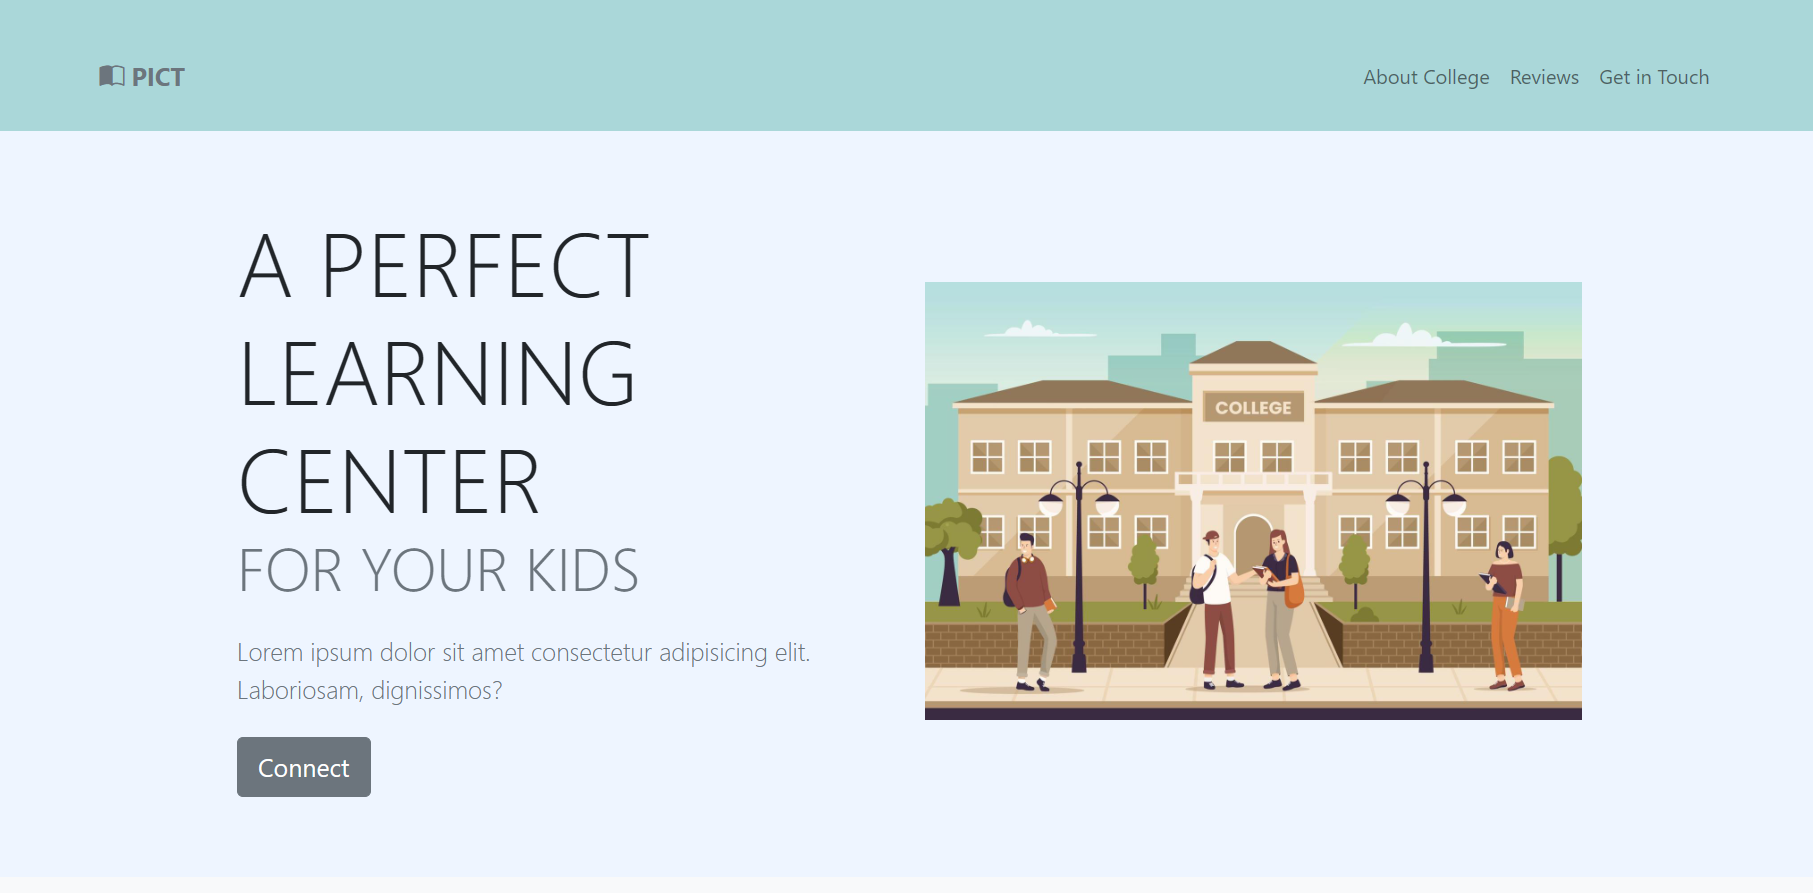 PICT
About College Reviews Get in Touch
A PERFECT
LEARNING
CENTER
FOR YOUR KIDS
Lorem ipsum dolor sit amet consectetur adipisicing elit.
Laboriosam, dignissimos?
Connect
COLLEGE